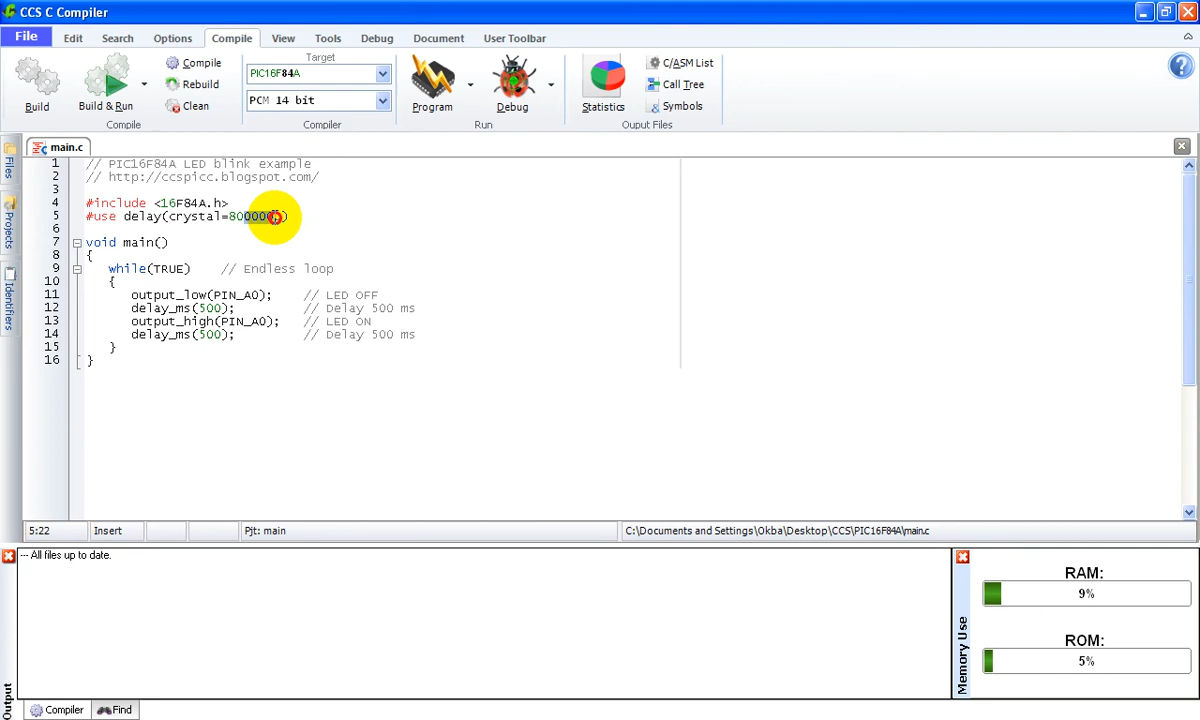 CCS C Compiler
File Edit Search Options Compile View Tools Debug Document User Toolbar
Build
Build & Run
Compile
Rebuild
Clean
Compile
Target
PIC16F84A
PCM 14 bit
Compiler
Program
Debug
Run
Statistics
C/ASM List
Call Tree
Symbols
Ouput Files
Files
Projects
Identifiers
main.c
1 // PIC16F84A LED blink example
2 // http://ccspicc.blogspot.com/
3
4 #include <16F84A.h>
5 #use delay(crystal=80000
6
7 void main()
8 {
9 while(TRUE) // Endless loop
10 {
11 output_low(PIN_A0); // LED OFF
12 delay_ms(500); // Delay 500 ms
13 output_high(PIN_A0); // LED ON
14 delay_ms(500); // Delay 500 ms
15 }
16 }
5:22 Insert Pjt: main C:\Documents and Settings\Okba\Desktop\CCS\PIC16F84A\main.c
--- All files up to date.
Output
Compiler Find
Memory Use
RAM:
9%
ROM:
5%